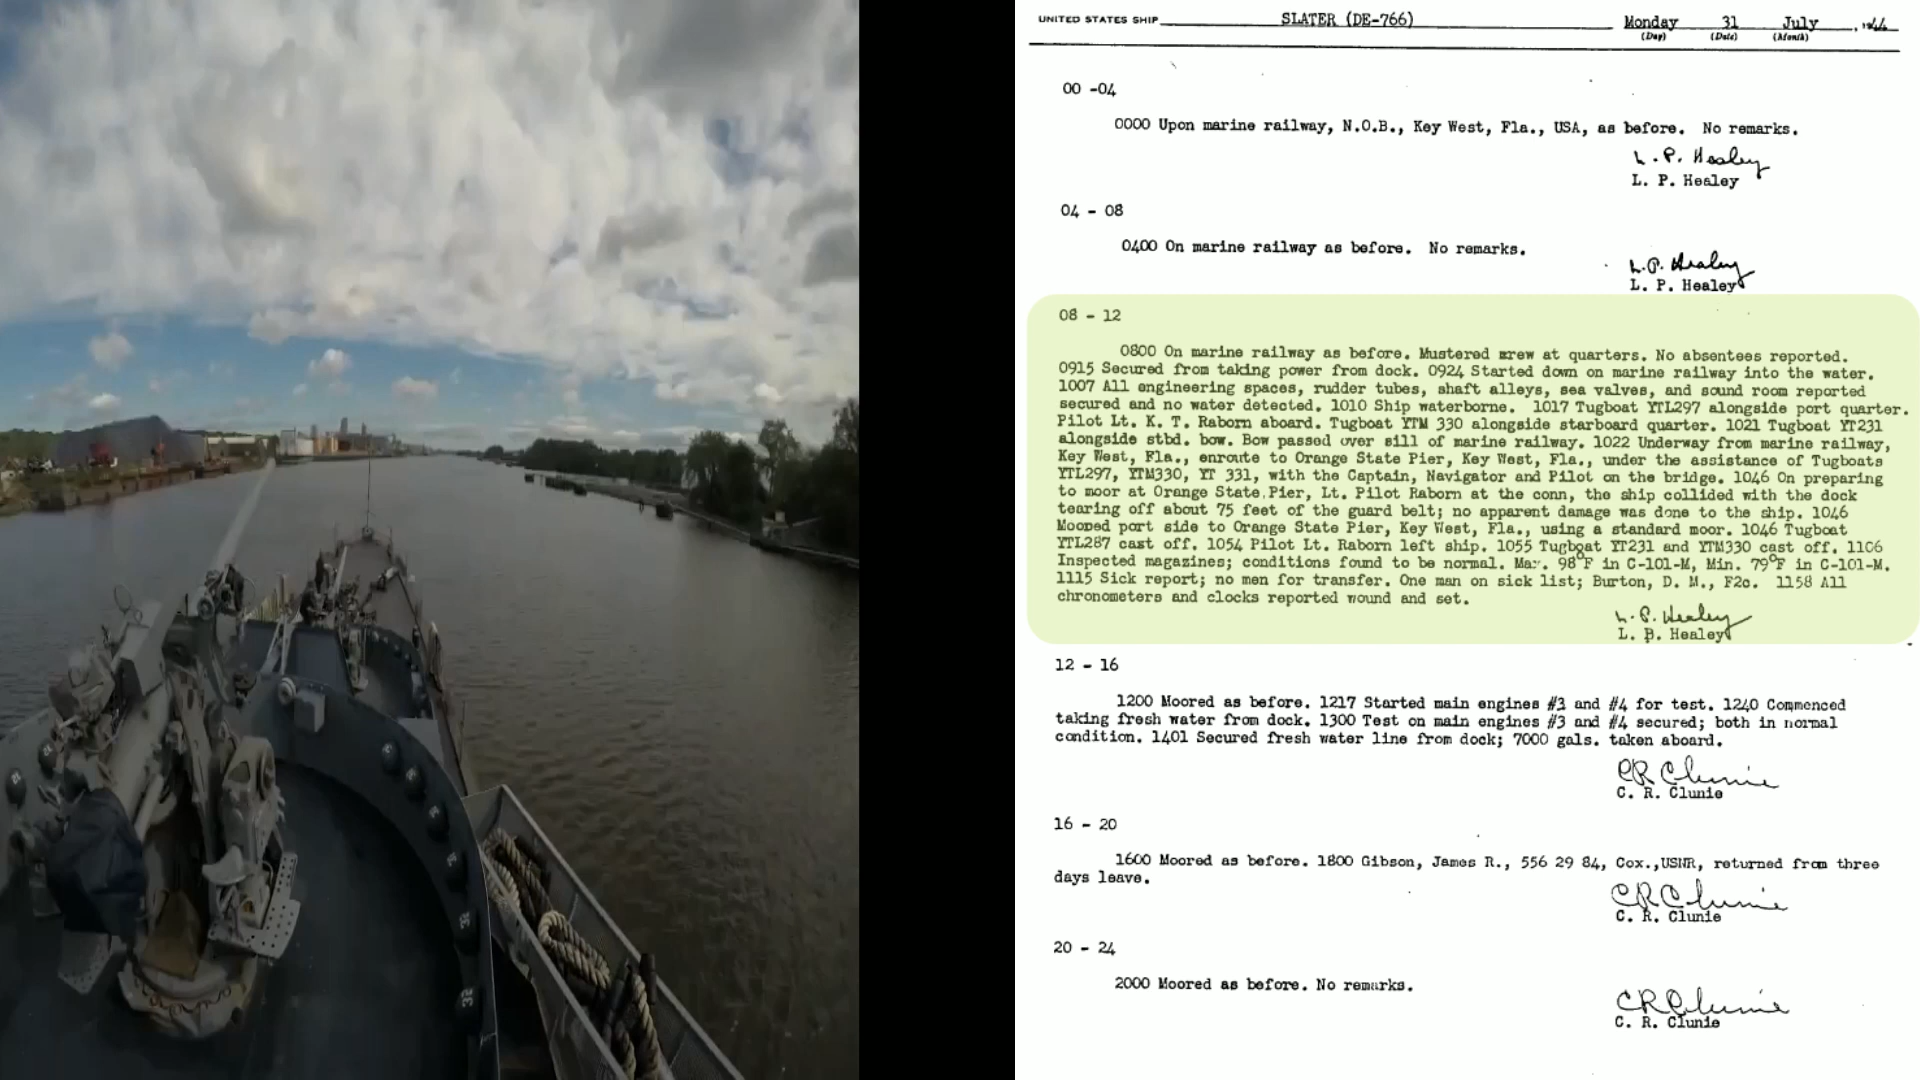 UNITED STATES SHIP SLATER (DE-766) Monday 31 July, 1944
(Day) (Date) (Month)
00 -04
0000 Upon marine railway, N.O.B., Key West, Fla., USA, as before. No remarks.
L. P. Healey
L. P. Healey
04 - 08
0400 On marine railway as before. No remarks.
L. P. Healey
L. P. Healey
08 - 12
0800 On marine railway as before. Mustered crew at quarters. No absentees reported.
0915 Secured from taking power from dock. 0924 Started down on marine railway into the water.
1007 All engineering spaces, rudder tubes, shaft alleys, sea valves, and sound room reported
secured and no water detected. 1010 Ship waterborne. 1017 Tugboat YTL297 alongside port quarter.
Pilot Lt. K. T. Raborn aboard. Tugboat YTM 330 alongside starboard quarter. 1021 Tugboat YT231
alongside stbd. bow. Bow passed over sill of marine railway. 1022 Underway from marine railway,
Key West, Fla., enroute to Orange State Pier, Key West, Fla., under the assistance of Tugboats
YTL297, YTM330, YT 331, with the Captain, Navigator and Pilot on the bridge. 1046 On preparing
to moor at Orange State Pier, Lt. Pilot Raborn at the conn, the ship collided with the dock
tearing off about 75 feet of the guard belt; no apparent damage was done to the ship. 1046
Moored port side to Orange State Pier, Key West, Fla., using a standard moor. 1046 Tugboat
YTL287 cast off. 1054 Pilot Lt. Raborn left ship. 1055 Tugboat YT231 and YTM330 cast off. 1106
Inspected magazines; conditions found to be normal. Max. 98°F in C-101-M, Min. 79°F in C-101-M.
1115 Sick report; no men for transfer. One man on sick list; Burton, D. M., F2c. 1158 All
chronometers and clocks reported wound and set.
L. P. Healey
L. P. Healey
12 - 16
1200 Moored as before. 1217 Started main engines #3 and #4 for test. 1240 Commenced
taking fresh water from dock. 1300 Test on main engines #3 and #4 secured; both in normal
condition. 1401 Secured fresh water line from dock; 7000 gals. taken aboard.
CR Clunie
C. R. Clunie
16 - 20
1600 Moored as before. 1800 Gibson, James R., 556 29 84, Cox.,USNR, returned from three
days leave.
CR Clunie
C. R. Clunie
20 - 24
2000 Moored as before. No remarks.
CR Clunie
C. R. Clunie